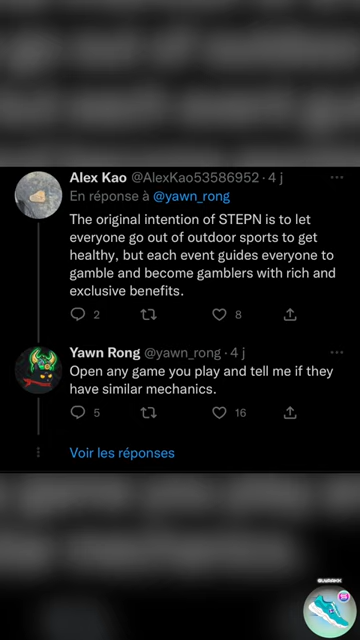 Alex Kao @AlexKao53586952 · 4 j
En réponse à @yawn_rong
The original intention of STEPN is to let
everyone go out of outdoor sports to get
healthy, but each event guides everyone to
gamble and become gamblers with rich and
exclusive benefits.
2 8
Yawn Rong @yawn_rong · 4 j
Open any game you play and tell me if they
have similar mechanics.
5 16
Voir les réponses